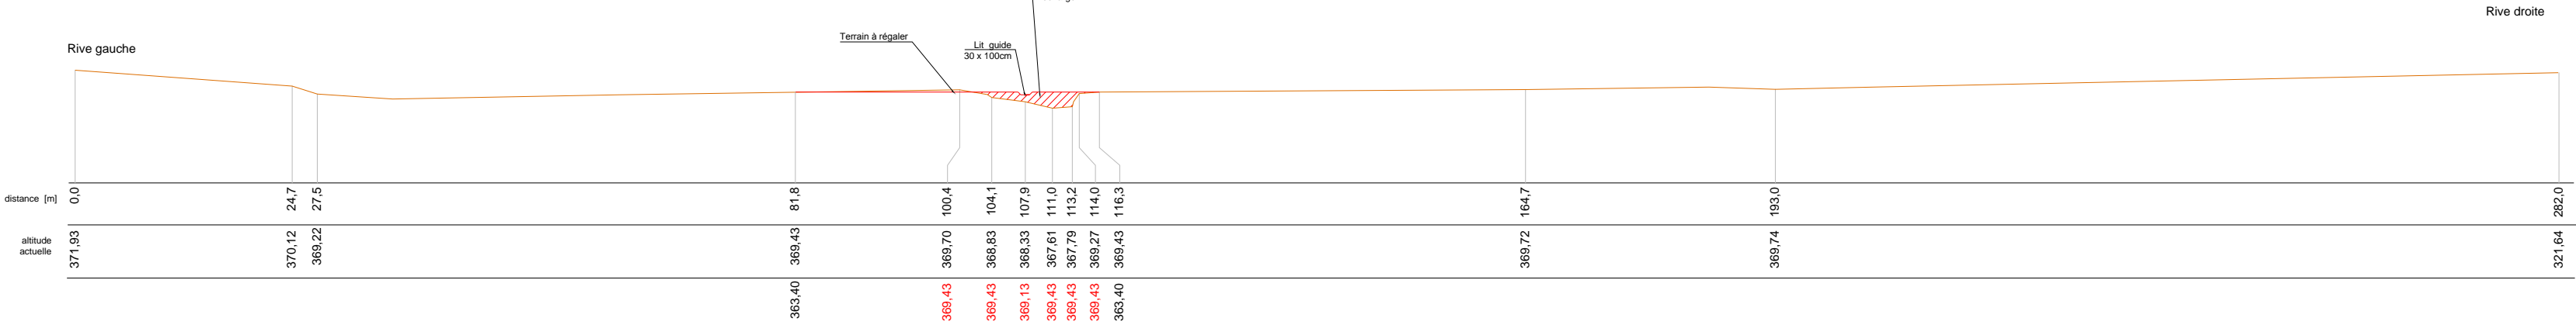 Rive droite
Rive gauche
Terrain à régaler
Lit guide
30 x 100cm
distance [m]
0,0 24,7 27,5 81,8 100,4 104,1 107,9 111,0 113,2 114,0 116,3 164,7 193,0 282,0
altitude
actuelle
371,93 370,12 369,22 369,43 369,70 368,83 368,33 367,61 367,79 369,27 369,43 369,72 369,74 321,64
363,40 369,43 369,43 369,13 369,43 369,43 369,43 363,40